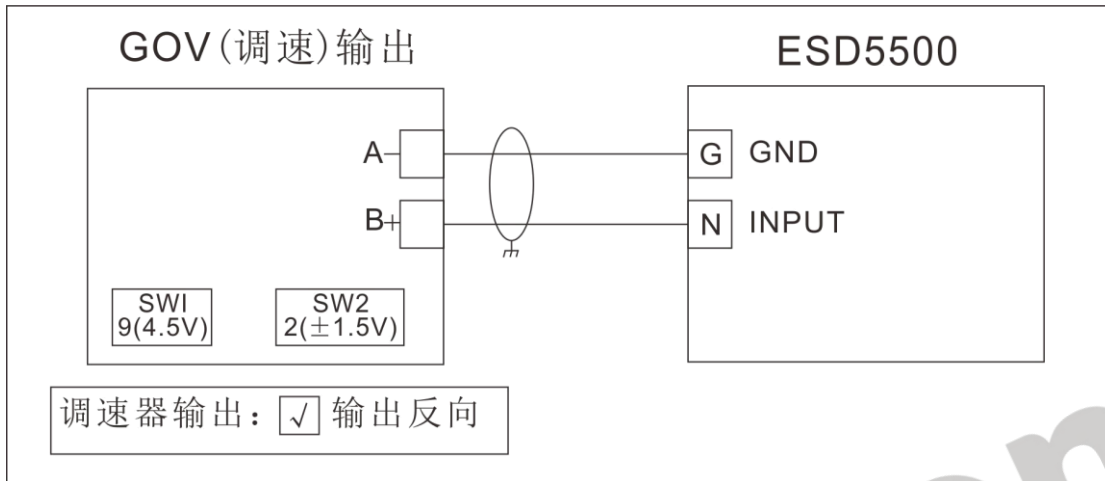 GOV(调速)输出
ESD5500
A-
G
GND
B+
N
INPUT
SW1
9(4.5V)
SW2
2(±1.5V)
调速器输出：√输出反向